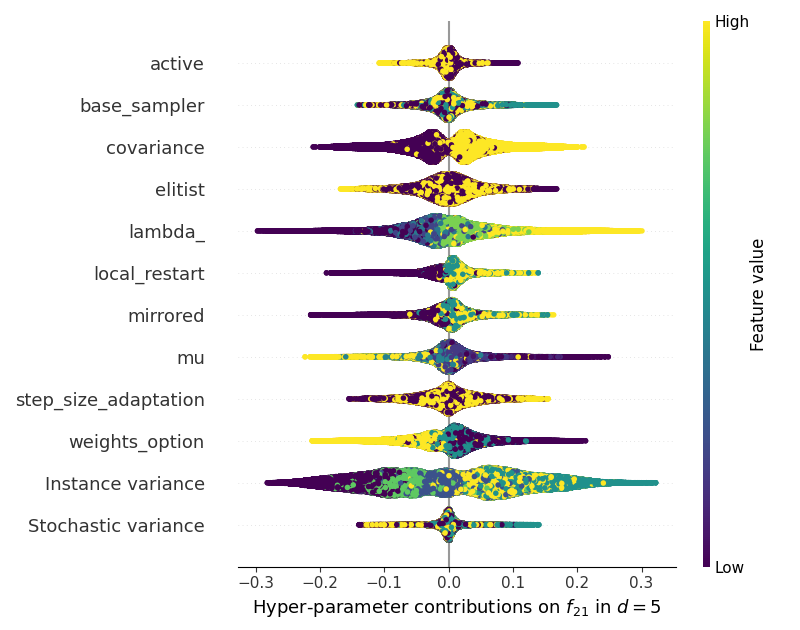 High
active
base_sampler
covariance
elitist
lambda_
local_restart
mirrored
mu
step_size_adaptation
weights_option
Instance variance
Stochastic variance
Feature value
Low
−0.3 −0.2 −0.1 0.0 0.1 0.2 0.3
Hyper-parameter contributions on f₂₁ in d = 5